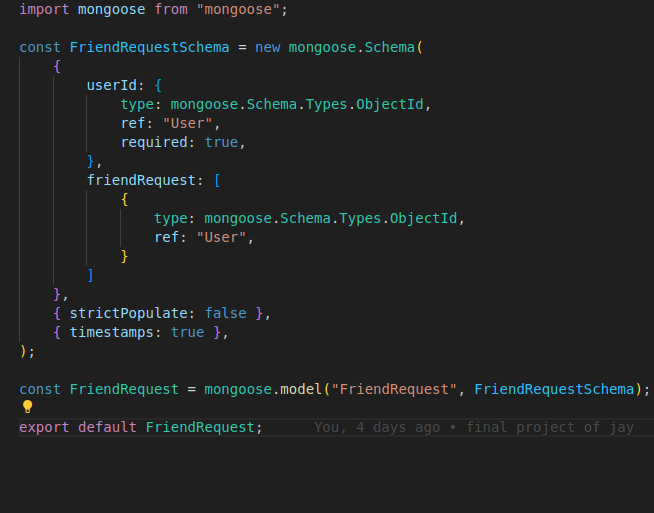 import mongoose from "mongoose";
const FriendRequestSchema = new mongoose.Schema(
{
userId: {
type: mongoose.Schema.Types.ObjectId,
ref: "User",
required: true,
},
friendRequest: [
{
type: mongoose.Schema.Types.ObjectId,
ref: "User",
}
]
},
{ strictPopulate: false },
{ timestamps: true },
);
const FriendRequest = mongoose.model("FriendRequest", FriendRequestSchema);
export default FriendRequest; You, 4 days ago • final project of jay